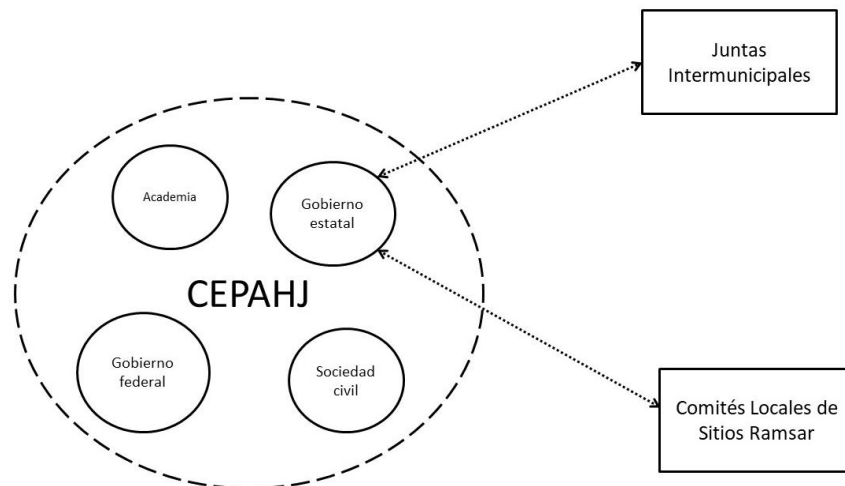 Juntas
Intermunicipales
Academia
Gobierno
estatal
CEPAHJ
Gobierno
federal
Sociedad
civil
Comités Locales de
Sitios Ramsar